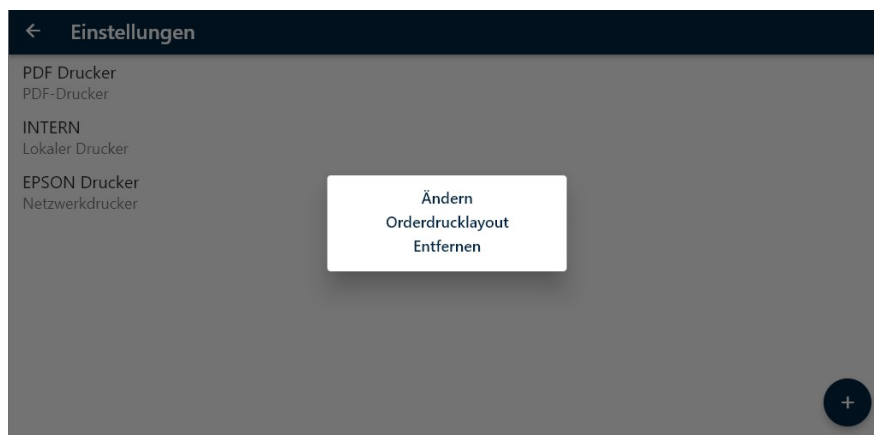 Einstellungen
PDF Drucker
PDF-Drucker
INTERN
Lokaler Drucker
EPSON Drucker
Netzwerkdrucker
Ändern
Orderdrucklayout
Entfernen